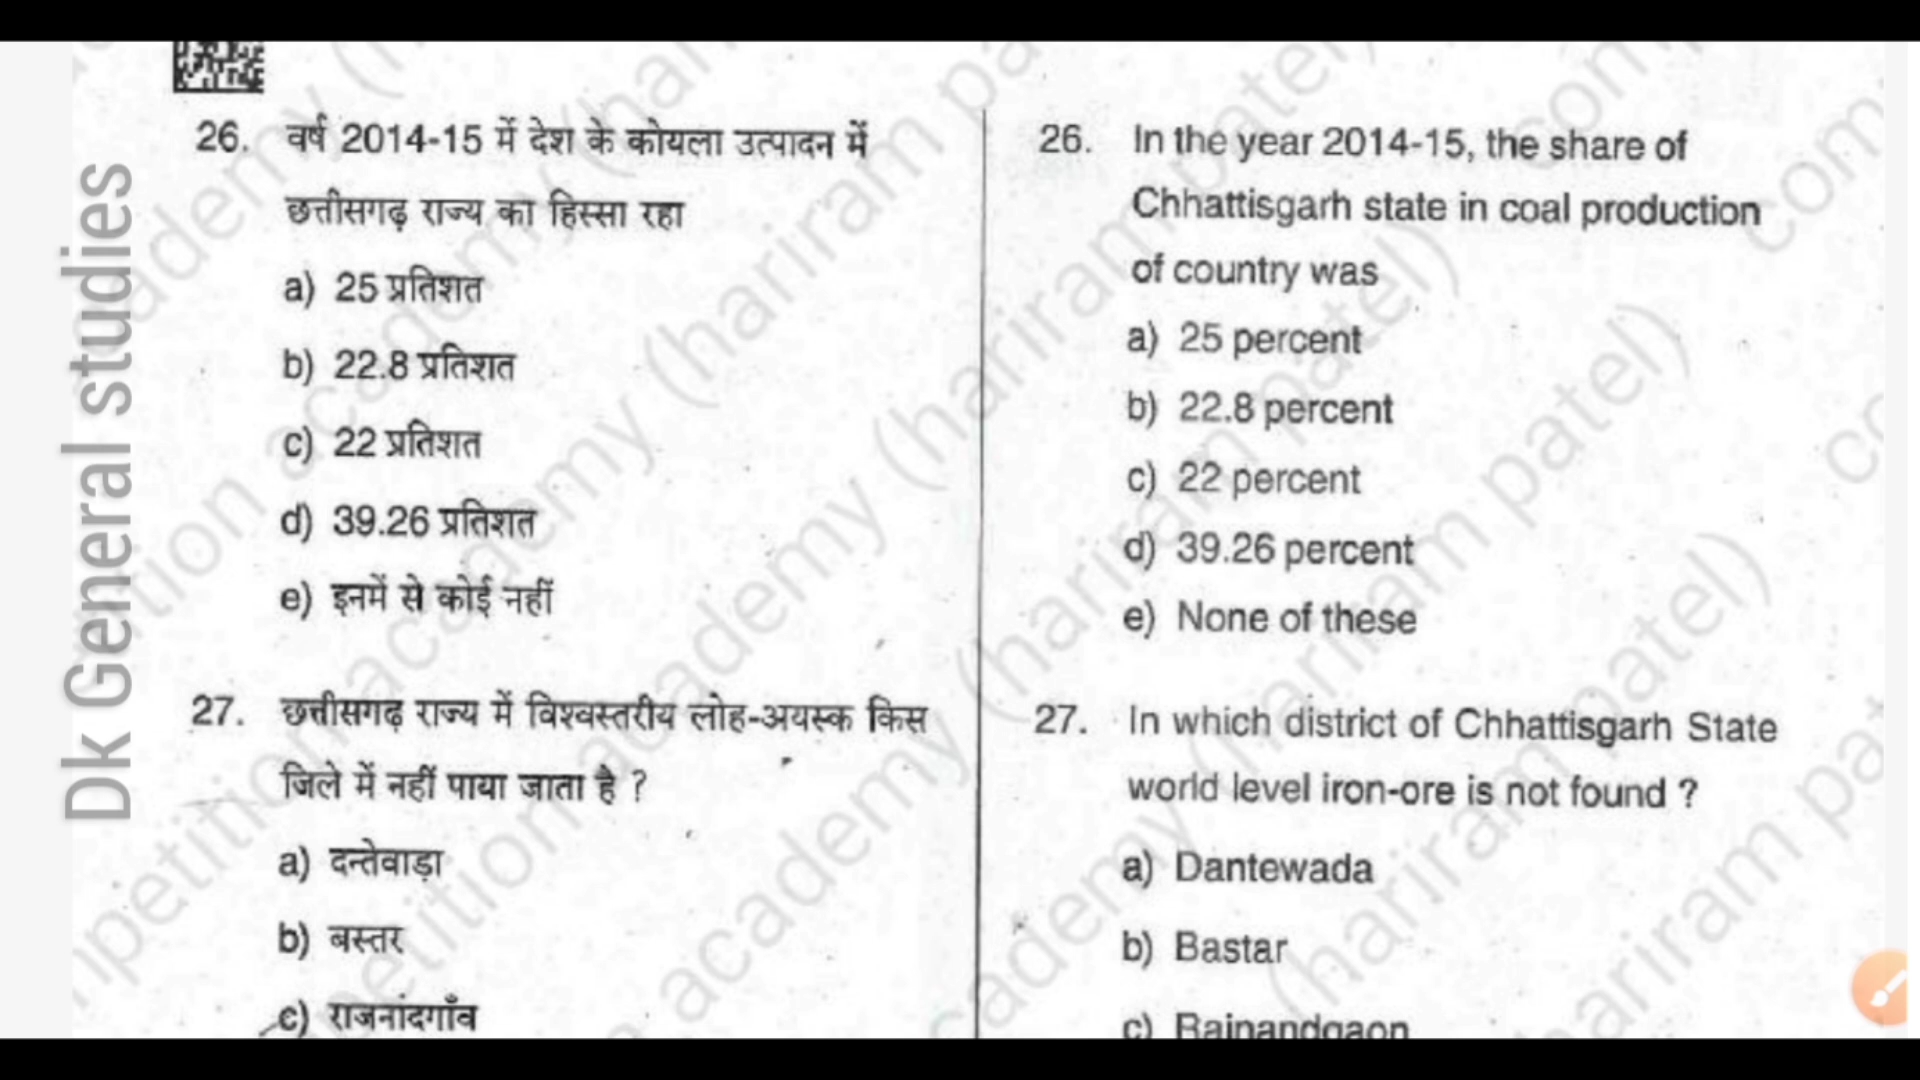 Dk General studies
26. वर्ष 2014-15 में देश के कोयला उत्पादन में
छत्तीसगढ़ राज्य का हिस्सा रहा
a) 25 प्रतिशत
b) 22.8 प्रतिशत
c) 22 प्रतिशत
d) 39.26 प्रतिशत
e) इनमें से कोई नहीं
27. छत्तीसगढ़ राज्य में विश्वस्तरीय लोह-अयस्क किस
जिले में नहीं पाया जाता है ?
a) दन्तेवाड़ा
b) बस्तर
c) राजनांदगाँव
26. In the year 2014-15, the share of
Chhattisgarh state in coal production
of country was
a) 25 percent
b) 22.8 percent
c) 22 percent
d) 39.26 percent
e) None of these
27. In which district of Chhattisgarh State
world level iron-ore is not found ?
a) Dantewada
b) Bastar
c) Rajnandgaon
competition academy (hariram patel)